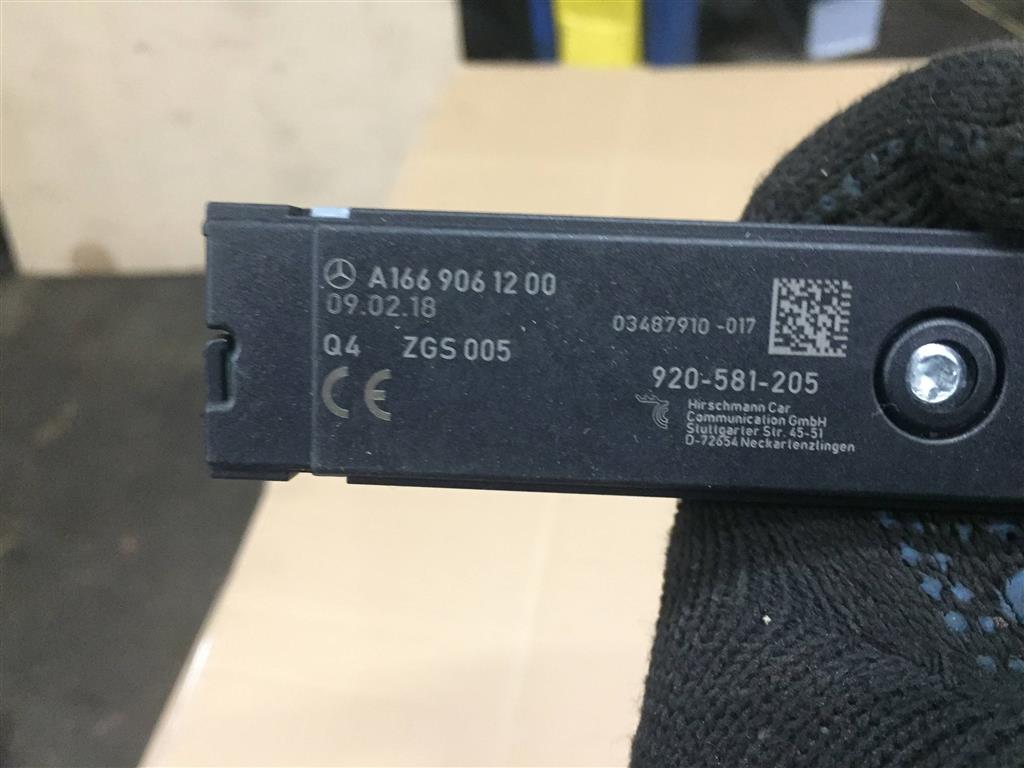 A166 906 12 00
09.02.18
Q4 ZGS 005
CE
03487910 -017
920-581-205
Hirschmann Car
Communication GmbH
Stuttgarter Str. 45-51
D-72654 Neckartenzlingen